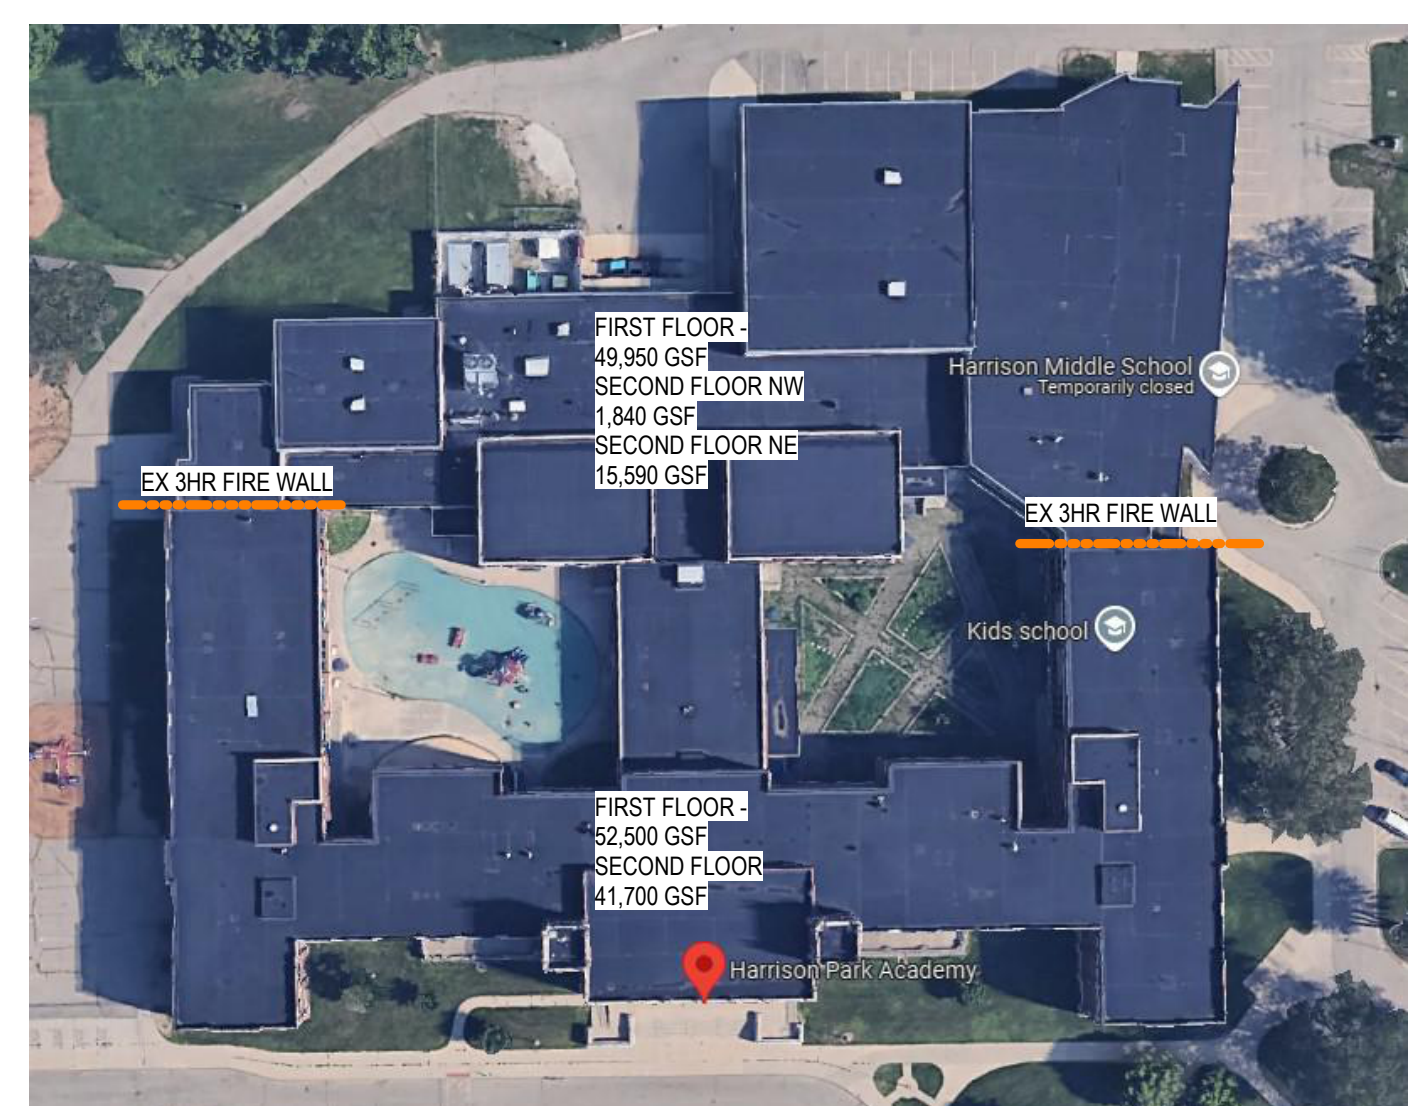 FIRST FLOOR -
49,950 GSF
SECOND FLOOR NW
1,840 GSF
SECOND FLOOR NE
15,590 GSF
Harrison Middle School
Temporarily closed
EX 3HR FIRE WALL
EX 3HR FIRE WALL
Kids school
FIRST FLOOR -
52,500 GSF
SECOND FLOOR
41,700 GSF
Harrison Park Academy